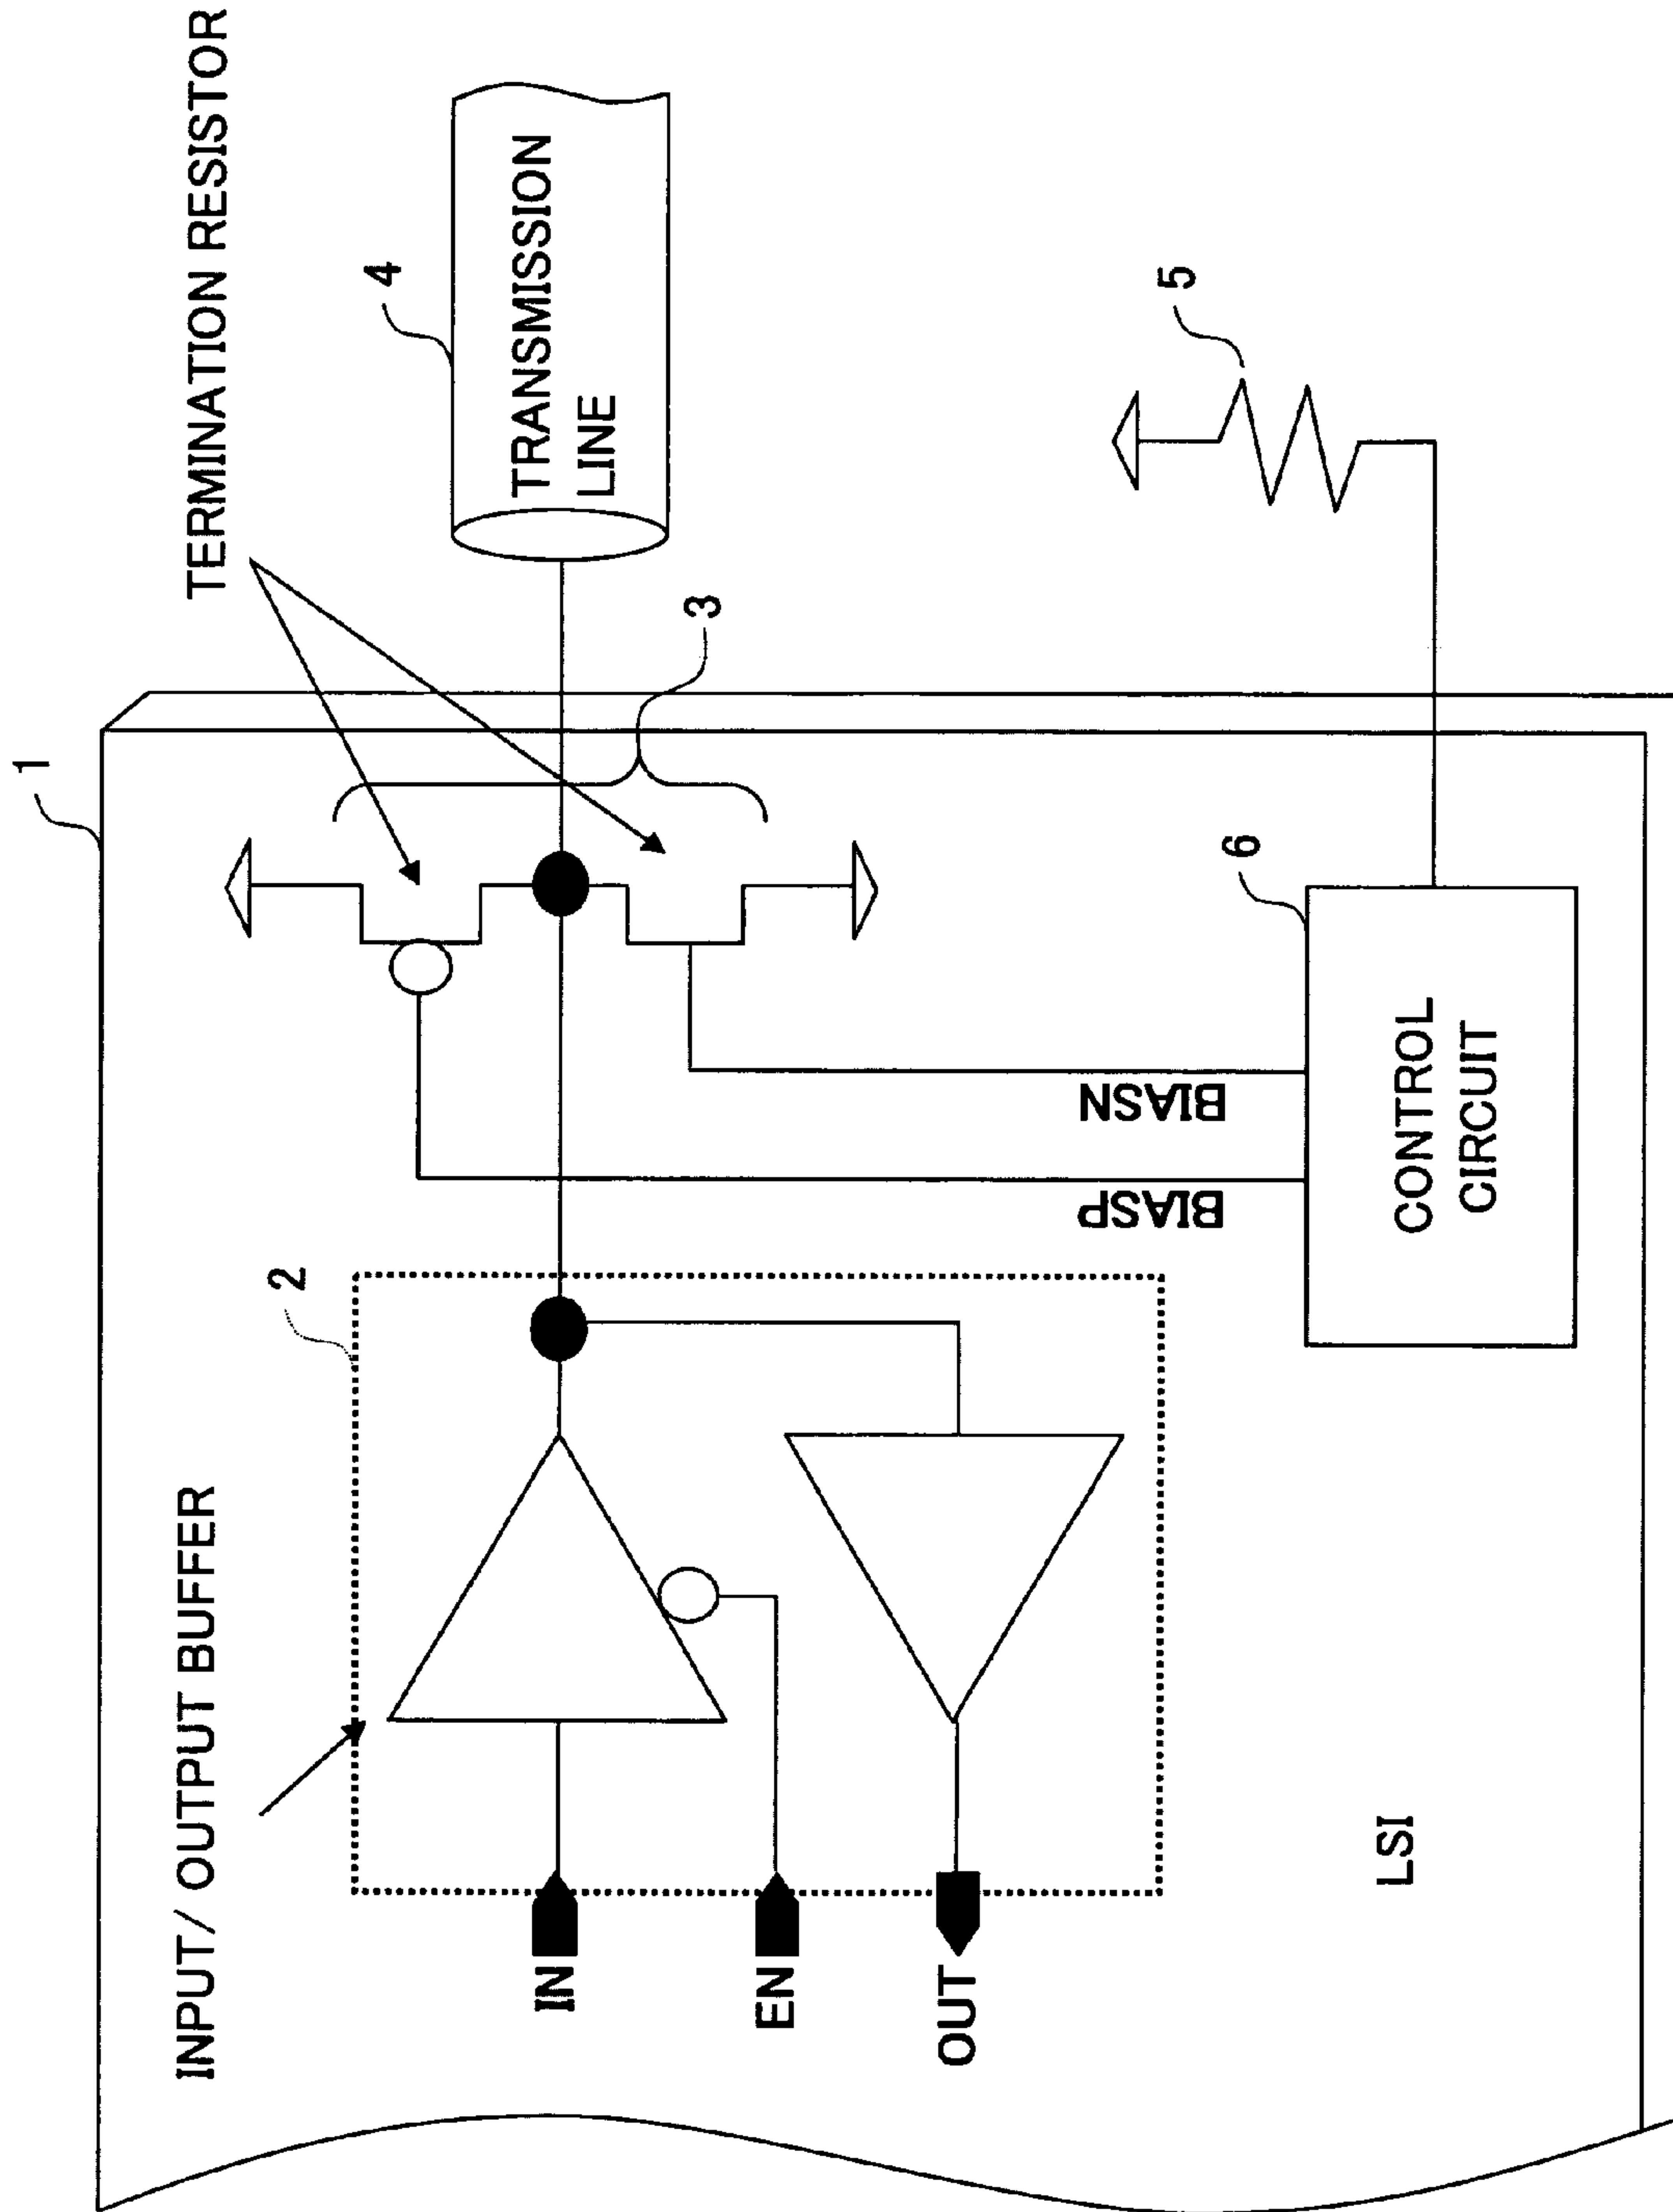 TERMINATION RESISTOR
1
4
TRANSMISSION
LINE
INPUT/ OUTPUT BUFFER
2
3
IN
EN
OUT
BIASP
BIASN
5
6
CONTROL
CIRCUIT
LSI